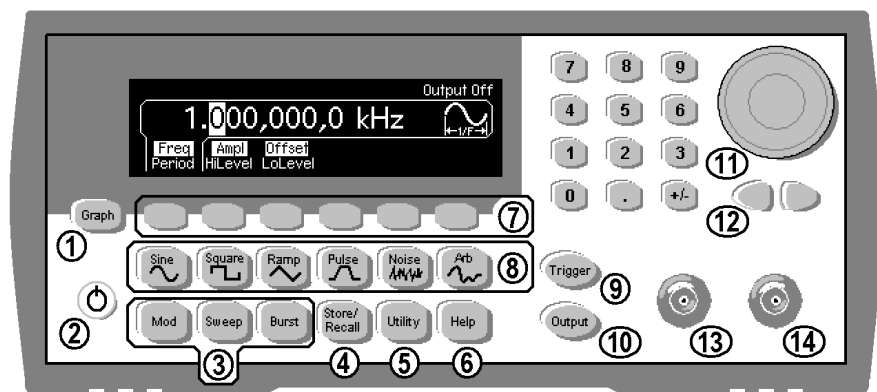 Output Off
1.000,000,0 kHz
1/F
Freq Ampl Offset
Period HiLevel LoLevel
7 8 9
4 5 6
1 2 3
0 . +/-
11
12
Graph
1
7
Sine Square Ramp Pulse Noise Arb
8
Trigger
9
2
Mod Sweep Burst Store/Recall Utility Help
Output
10
3
4
5
6
13
14